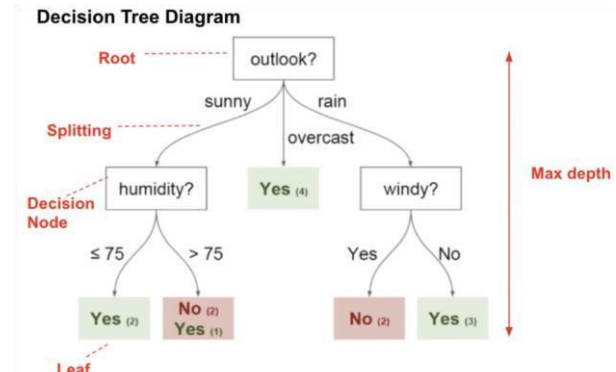 Decision Tree Diagram
Root
outlook?
sunny
rain
Splitting
overcast
Decision
Node
humidity?
Yes (4)
windy?
Max depth
≤ 75
> 75
Yes
No
Yes (2)
No (2)
Yes (1)
No (2)
Yes (3)
Leaf